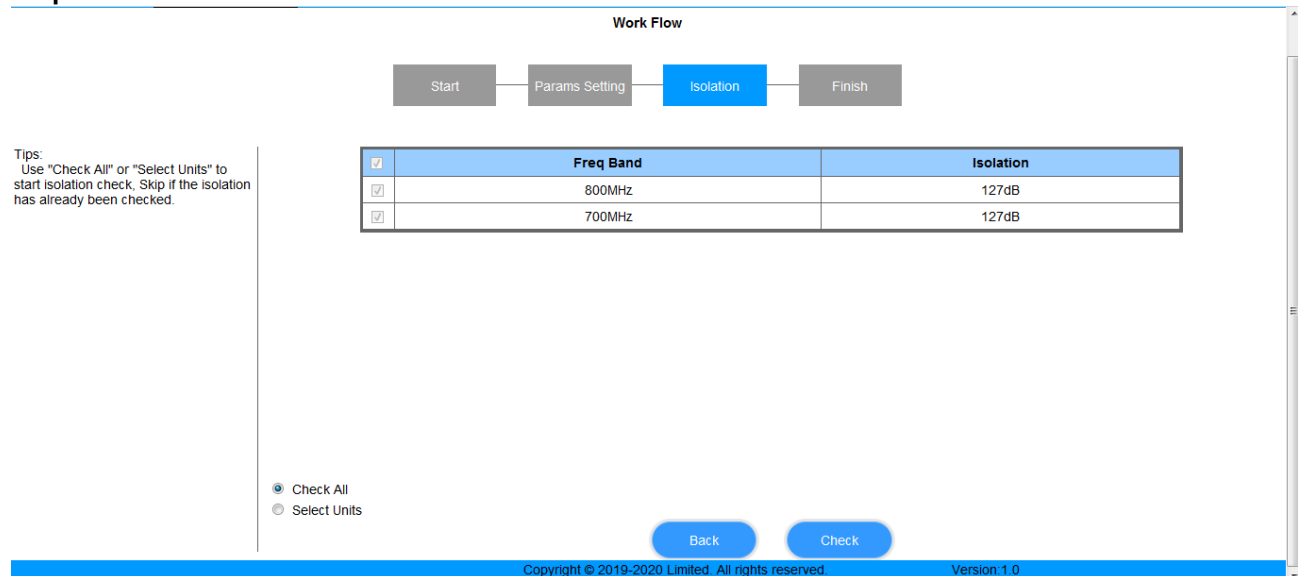 Work Flow
Start Params Setting Isolation Finish
Tips:
Use "Check All" or "Select Units" to
start isolation check, Skip if the isolation
has already been checked.
Freq Band Isolation
800MHz 127dB
700MHz 127dB
Check All
Select Units
Back Check
Copyright © 2019-2020 Limited. All rights reserved. Version:1.0